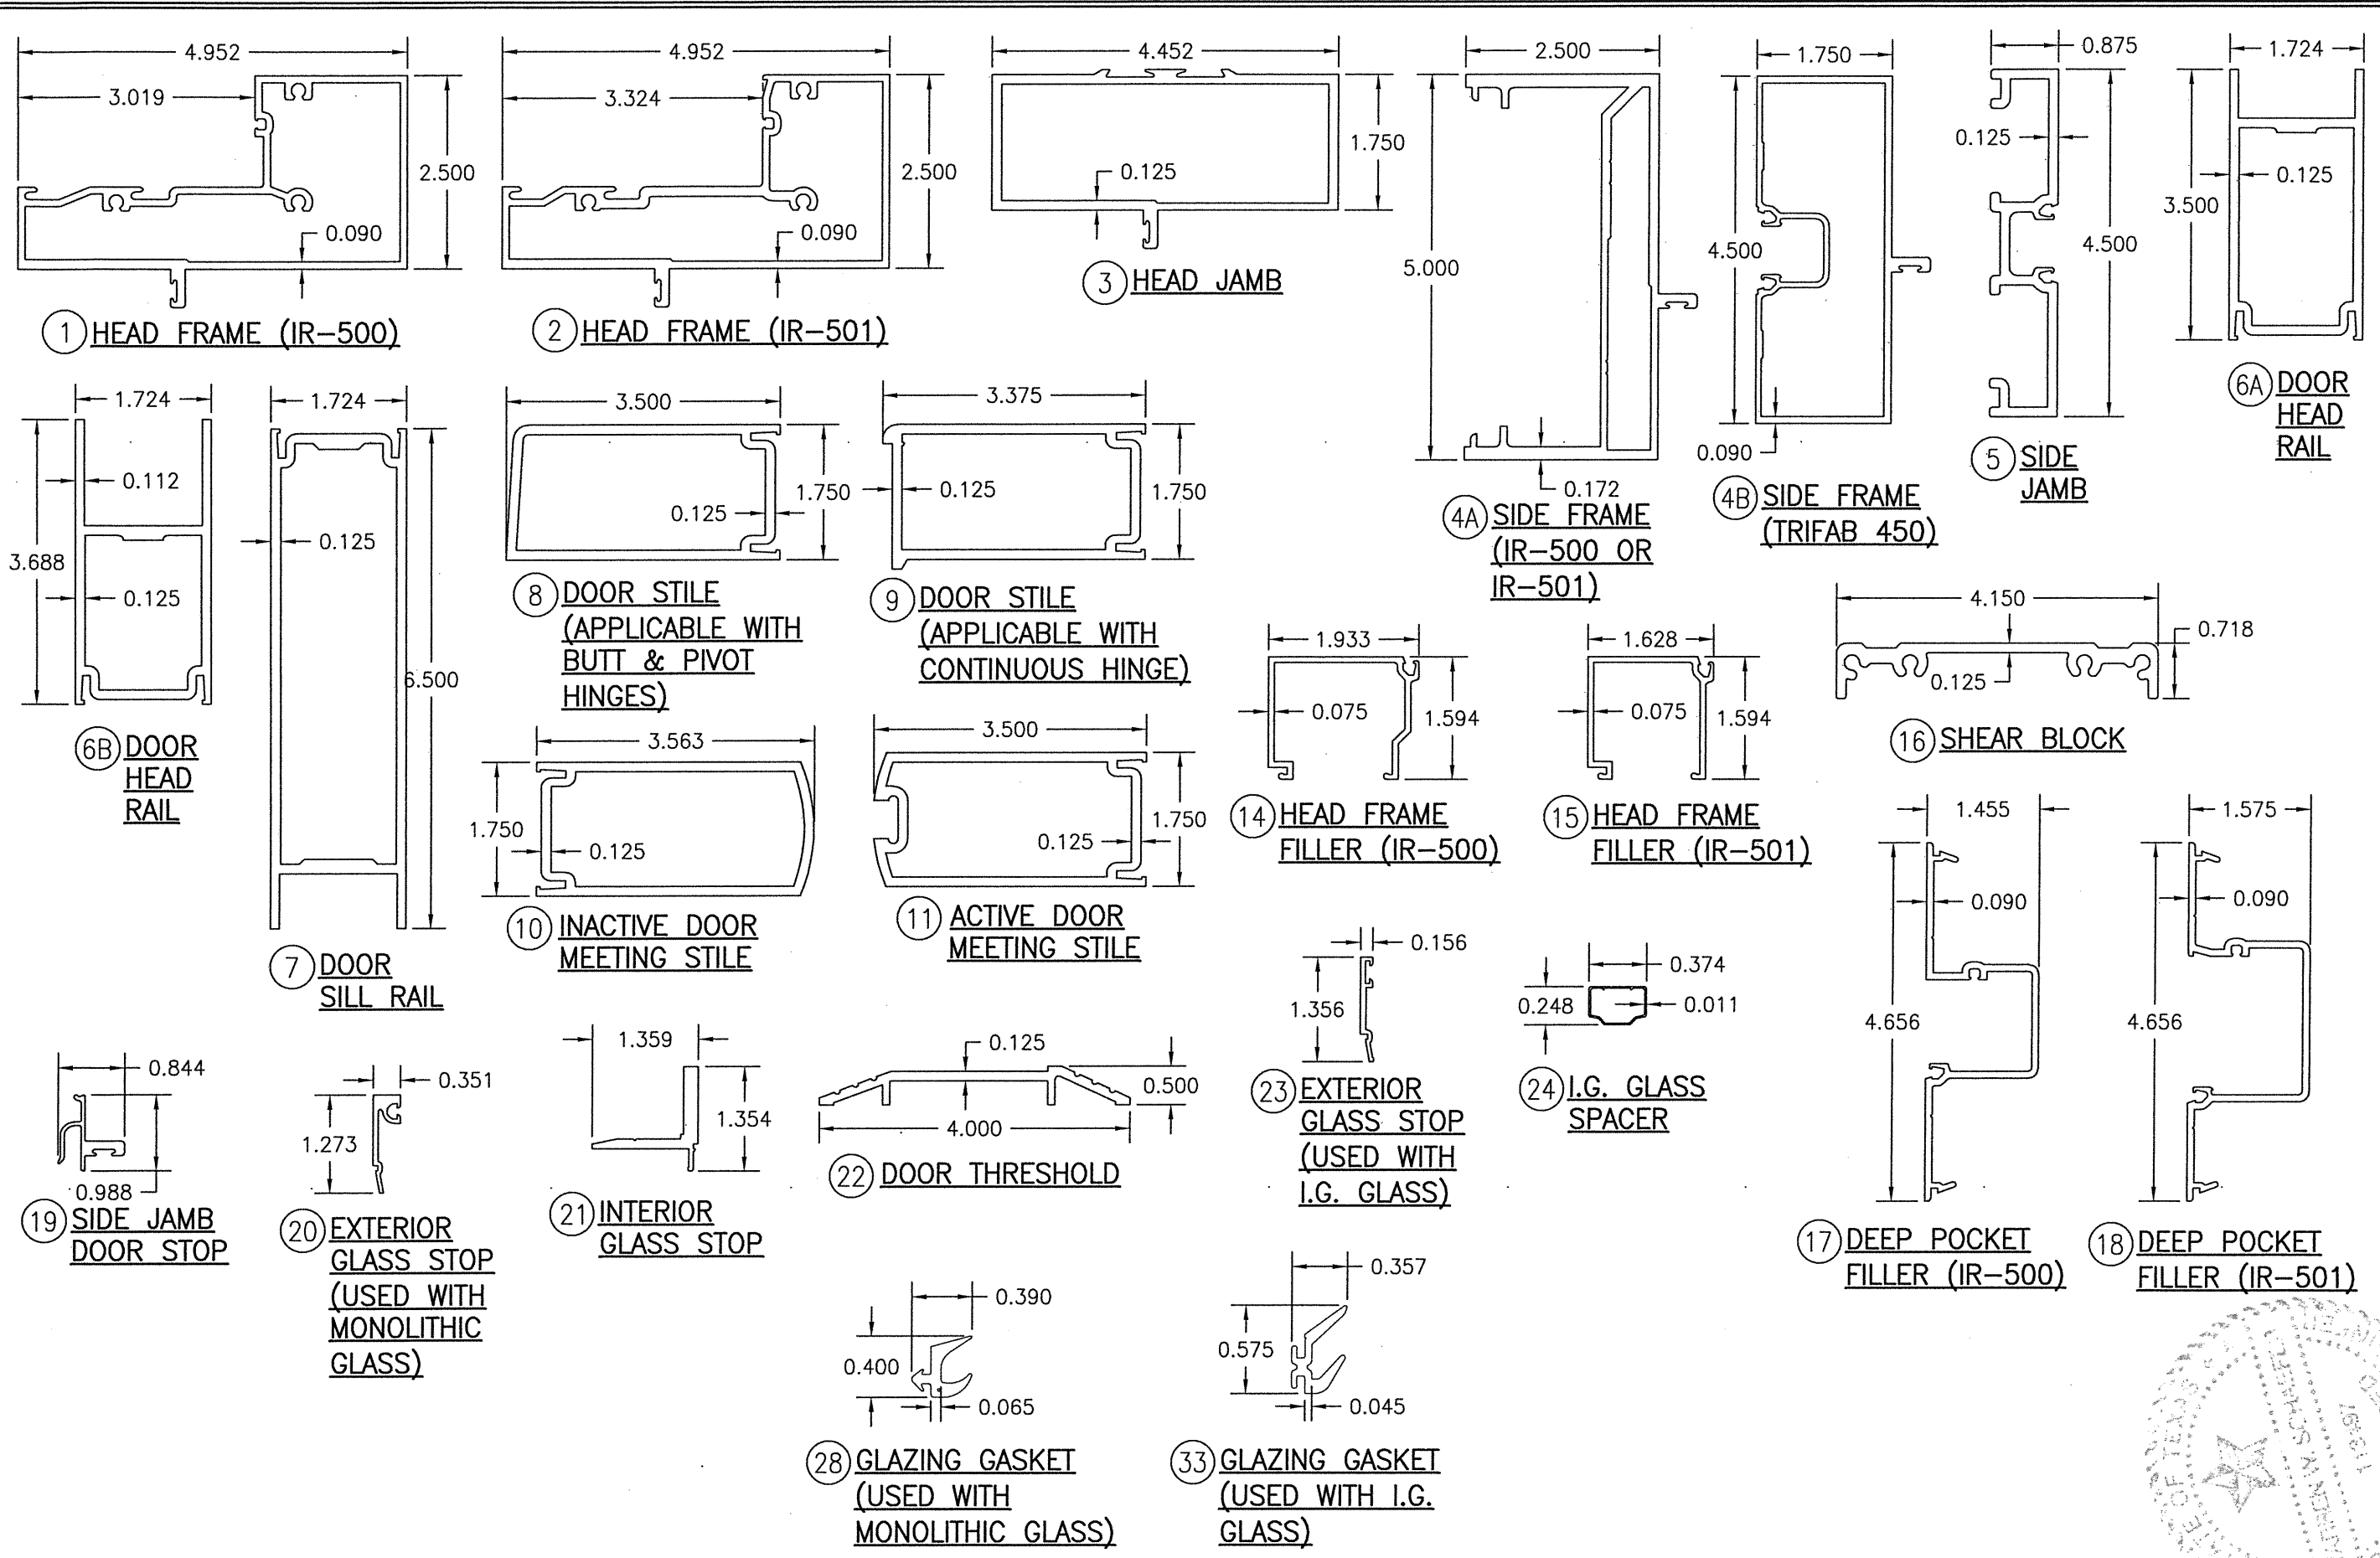 4.952
3.019
2.500
0.090
1 HEAD FRAME (IR-500)
4.952
3.324
2.500
0.090
2 HEAD FRAME (IR-501)
4.452
1.750
0.125
3 HEAD JAMB
2.500
5.000
0.172
4A SIDE FRAME
(IR-500 OR
IR-501)
1.750
4.500
0.090
4B SIDE FRAME
(TRIFAB 450)
0.875
0.125
4.500
5 SIDE
JAMB
1.724
0.125
3.500
6A DOOR
HEAD
RAIL
1.724
0.112
3.688
0.125
6B DOOR
HEAD
RAIL
1.724
0.125
6.500
7 DOOR
SILL RAIL
3.500
1.750
0.125
8 DOOR STILE
(APPLICABLE WITH
BUTT & PIVOT
HINGES)
3.375
0.125
1.750
9 DOOR STILE
(APPLICABLE WITH
CONTINUOUS HINGE)
3.563
1.750
0.125
10 INACTIVE DOOR
MEETING STILE
3.500
1.750
0.125
11 ACTIVE DOOR
MEETING STILE
1.933
0.075
1.594
14 HEAD FRAME
FILLER (IR-500)
1.628
0.075
1.594
15 HEAD FRAME
FILLER (IR-501)
4.150
0.718
0.125
16 SHEAR BLOCK
1.455
0.090
4.656
17 DEEP POCKET
FILLER (IR-500)
1.575
0.090
4.656
18 DEEP POCKET
FILLER (IR-501)
0.844
0.988
19 SIDE JAMB
DOOR STOP
0.351
1.273
20 EXTERIOR
GLASS STOP
(USED WITH
MONOLITHIC
GLASS)
1.359
1.354
21 INTERIOR
GLASS STOP
0.125
0.500
4.000
22 DOOR THRESHOLD
0.156
1.356
23 EXTERIOR
GLASS STOP
(USED WITH
I.G. GLASS)
0.374
0.248
0.011
24 I.G. GLASS
SPACER
0.390
0.400
0.065
28 GLAZING GASKET
(USED WITH
MONOLITHIC GLASS)
0.357
0.575
0.045
33 GLAZING GASKET
(USED WITH I.G.
GLASS)
OF TEXAS